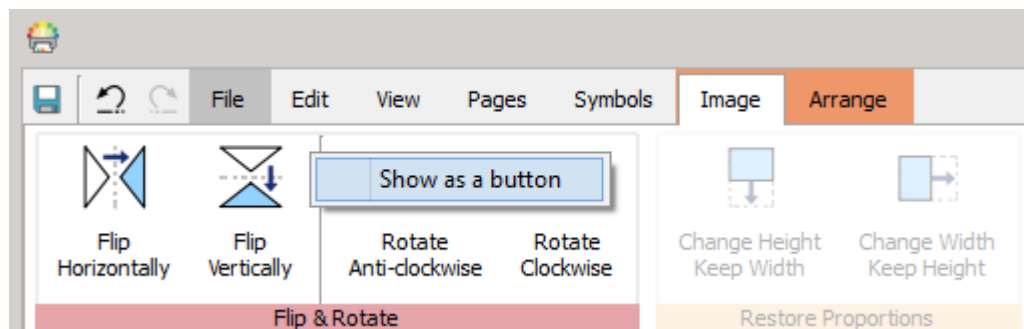 File Edit View Pages Symbols Image Arrange
Show as a button
Flip Horizontally
Flip Vertically
Rotate Anti-clockwise
Rotate Clockwise
Change Height Keep Width
Change Width Keep Height
Flip & Rotate
Restore Proportions